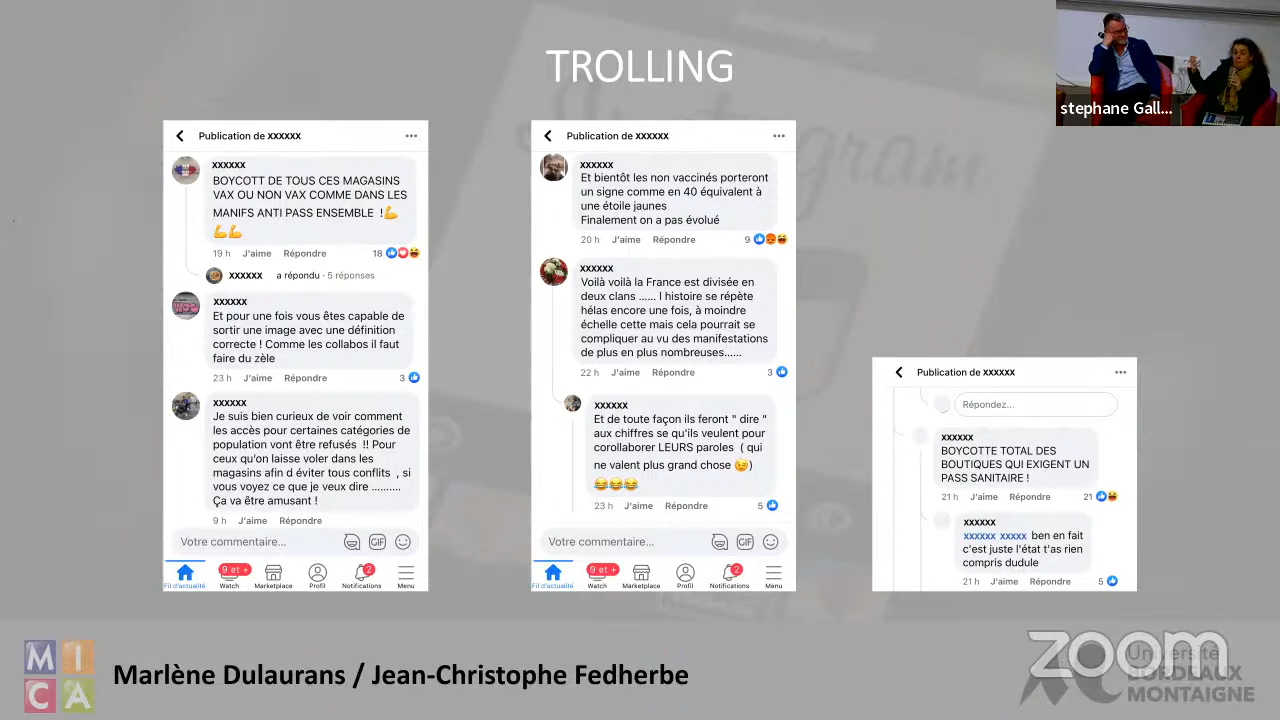 TROLLING
stephane Gall...
Publication de xxxxxx
xxxxxx
BOYCOTT DE TOUS CES MAGASINS
VAX OU NON VAX COMME DANS LES
MANIFS ANTI PASS ENSEMBLE !💪
💪💪
19 h J'aime Répondre 18
xxxxxx a répondu · 5 réponses
xxxxxx
Et pour une fois vous êtes capable de
sortir une image avec une définition
correcte ! Comme les collabos il faut
faire du zèle
23 h J'aime Répondre 3
xxxxxx
Je suis bien curieux de voir comment
les accès pour certaines catégories de
population vont être refusés !! Pour
ceux qu'on laisse voler dans les
magasins afin d éviter tous conflits , si
vous voyez ce que je veux dire ..........
Ça va être amusant !
9 h J'aime Répondre
Votre commentaire... GIF
9 et + 2
Fil d'actualité Watch Marketplace Profil Notifications Menu
Publication de xxxxxx
xxxxxx
Et bientôt les non vaccinés porteront
un signe comme en 40 équivalent à
une étoile jaunes
Finalement on a pas évolué
20 h J'aime Répondre 9
xxxxxx
Voilà voilà la France est divisée en
deux clans ...... l histoire se répète
hélas encore une fois, à moindre
échelle cette mais cela pourrait se
compliquer au vu des manifestations
de plus en plus nombreuses......
22 h J'aime Répondre 3
xxxxxx
Et de toute façon ils feront " dire "
aux chiffres se qu'ils veulent pour
corollaborer LEURS paroles ( qui
ne valent plus grand chose 😉)
😂😂😂
23 h J'aime Répondre 5
Votre commentaire... GIF
9 et + 2
Fil d'actualité Watch Marketplace Profil Notifications Menu
Publication de xxxxxx
Répondez...
xxxxxx
BOYCOTTE TOTAL DES
BOUTIQUES QUI EXIGENT UN
PASS SANITAIRE !
21 h J'aime Répondre 21
xxxxxx
xxxxxx xxxxx ben en fait
c'est juste l'état t'as rien
compris dudule
21 h J'aime Répondre 5
MICA
Marlène Dulaurans / Jean-Christophe Fedherbe
zoom
Université
BORDEAUX
MONTAIGNE